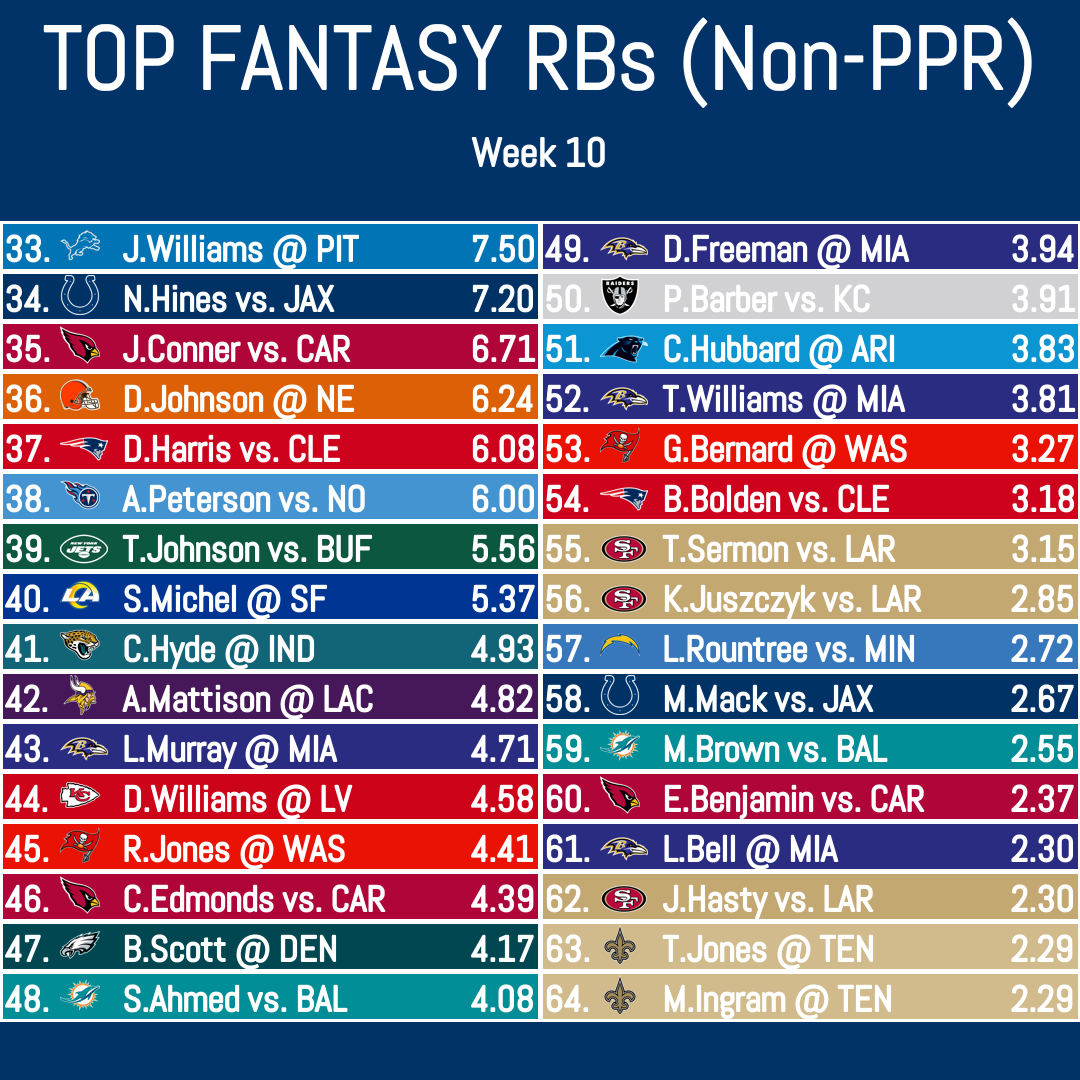 TOP FANTASY RBs (Non-PPR)
Week 10
33. J.Williams @ PIT 7.50
34. N.Hines vs. JAX 7.20
35. J.Conner vs. CAR 6.71
36. D.Johnson @ NE 6.24
37. D.Harris vs. CLE 6.08
38. A.Peterson vs. NO 6.00
39. NEW YORK JETS T.Johnson vs. BUF 5.56
40. LA S.Michel @ SF 5.37
41. C.Hyde @ IND 4.93
42. A.Mattison @ LAC 4.82
43. L.Murray @ MIA 4.71
44. KC D.Williams @ LV 4.58
45. R.Jones @ WAS 4.41
46. C.Edmonds vs. CAR 4.39
47. B.Scott @ DEN 4.17
48. S.Ahmed vs. BAL 4.08
49. D.Freeman @ MIA 3.94
50. RAIDERS P.Barber vs. KC 3.91
51. C.Hubbard @ ARI 3.83
52. T.Williams @ MIA 3.81
53. G.Bernard @ WAS 3.27
54. B.Bolden vs. CLE 3.18
55. SF T.Sermon vs. LAR 3.15
56. SF K.Juszczyk vs. LAR 2.85
57. L.Rountree vs. MIN 2.72
58. M.Mack vs. JAX 2.67
59. M.Brown vs. BAL 2.55
60. E.Benjamin vs. CAR 2.37
61. L.Bell @ MIA 2.30
62. SF J.Hasty vs. LAR 2.30
63. T.Jones @ TEN 2.29
64. M.Ingram @ TEN 2.29